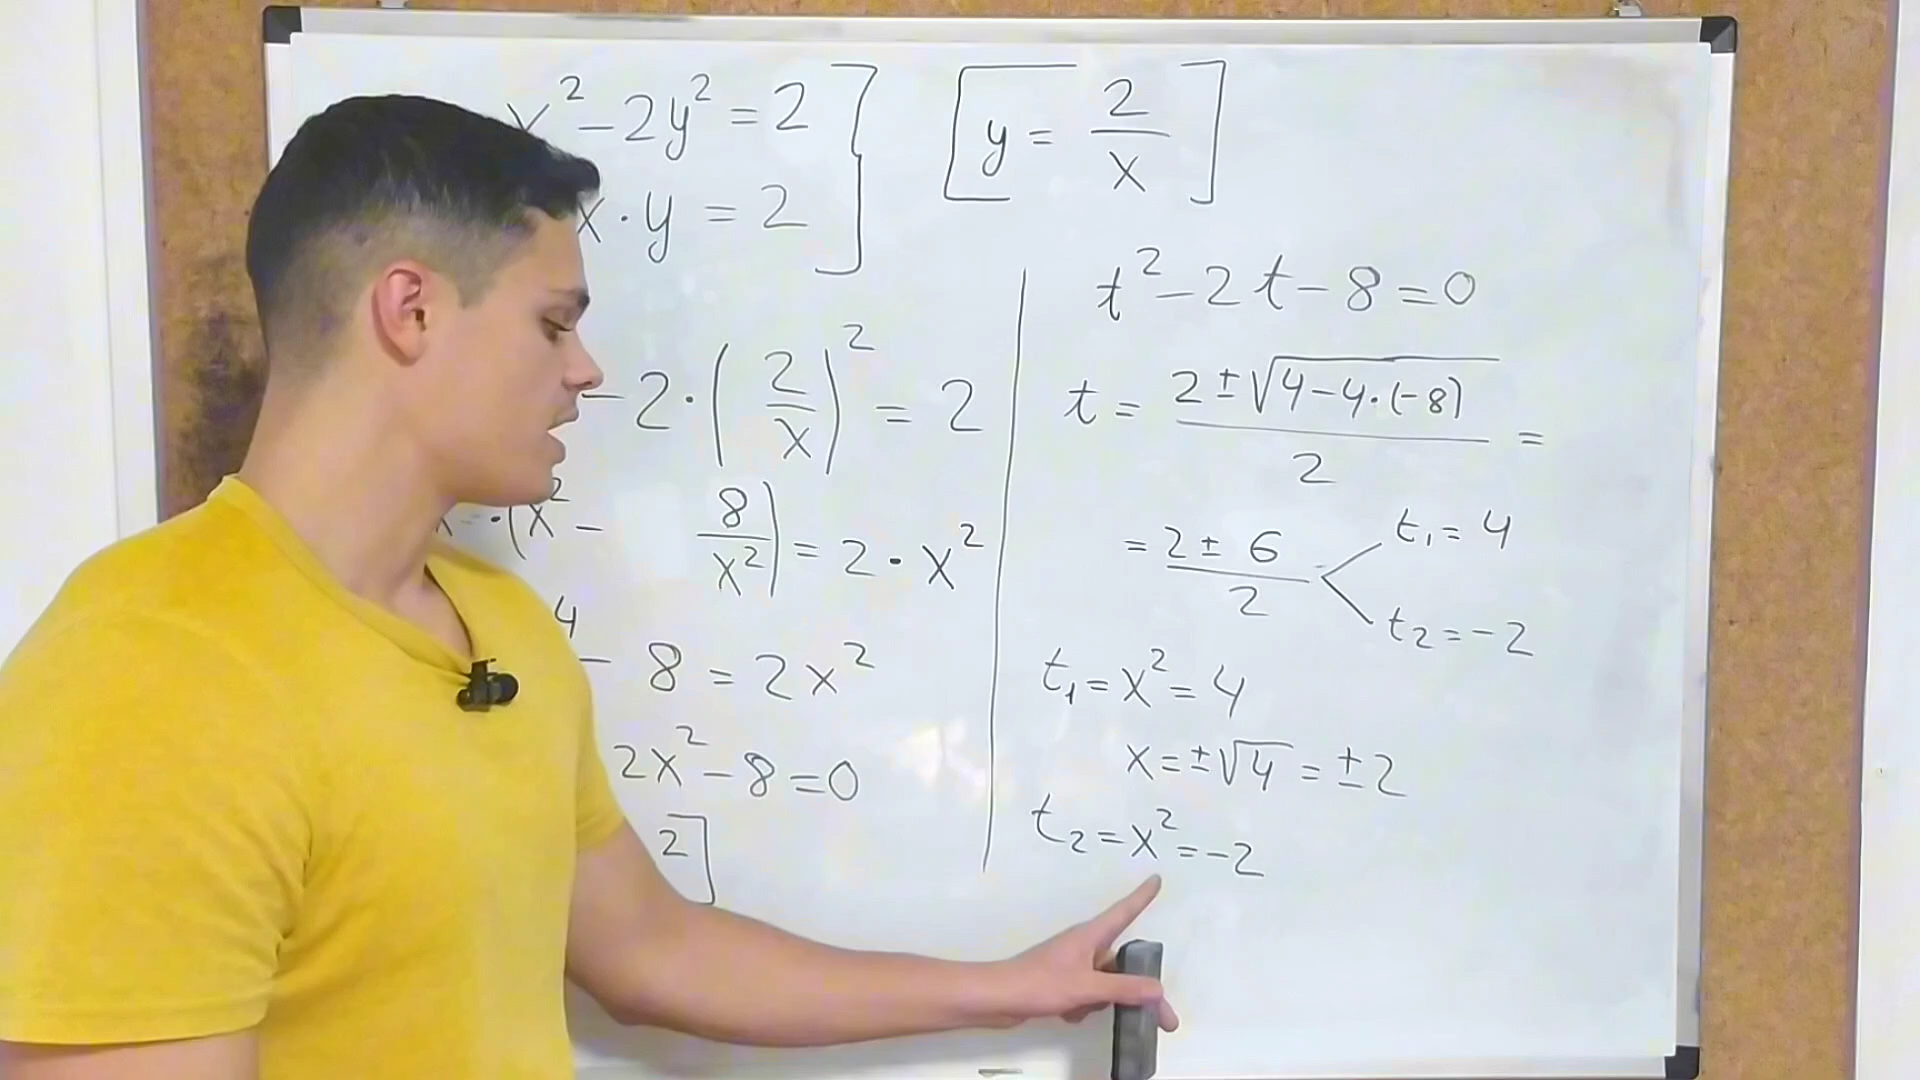 x² - 2y² = 2
x · y = 2
[y = 2/x]
- 2 · (2/x)² = 2
· (x² - 8/x²) = 2 · x²
4 - 8 = 2x²
2x² - 8 = 0
2]
t² - 2t - 8 = 0
t = (2 ± √(4 - 4 · (-8)))/2 =
= (2 ± 6)/2
t₁ = 4
t₂ = -2
t₁ = x² = 4
x = ±√4 = ±2
t₂ = x² = -2